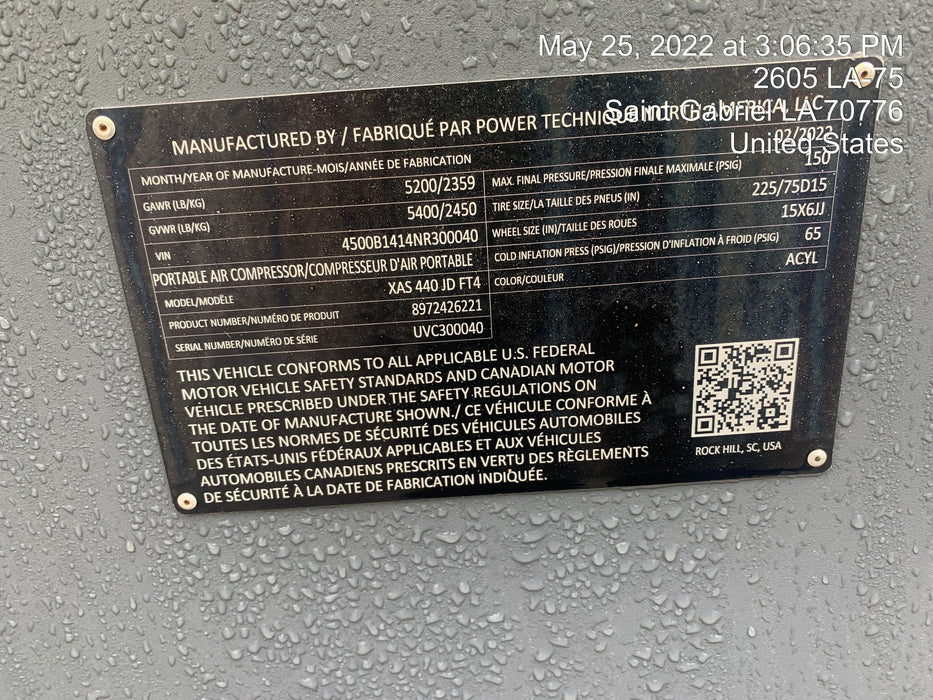 May 25, 2022 at 3:06:35 PM
2605 LA-75
Saint Gabriel LA 70776
United States
MANUFACTURED BY / FABRIQUÉ PAR POWER TECHNIQUE NORTH AMERICA, LLC
MONTH/YEAR OF MANUFACTURE-MOIS/ANNÉE DE FABRICATION 02/2022
GAWR (LB/KG) 5200/2359
GVWR (LB/KG) 5400/2450
VIN 4500B1414NR300040
PORTABLE AIR COMPRESSOR/COMPRESSEUR D'AIR PORTABLE
MODEL/MODÈLE XAS 440 JD FT4
PRODUCT NUMBER/NUMÉRO DE PRODUIT 8972426221
SERIAL NUMBER/NUMÉRO DE SÉRIE UVC300040
MAX. FINAL PRESSURE/PRESSION FINALE MAXIMALE (PSIG) 150
TIRE SIZE/LA TAILLE DES PNEUS (IN) 225/75D15
WHEEL SIZE (IN)/TAILLE DES ROUES 15X6JJ
COLD INFLATION PRESS (PSIG)/PRESSION D'INFLATION À FROID (PSIG) 65
COLOR/COULEUR ACYL
THIS VEHICLE CONFORMS TO ALL APPLICABLE U.S. FEDERAL
MOTOR VEHICLE SAFETY STANDARDS AND CANADIAN MOTOR
VEHICLE PRESCRIBED UNDER THE SAFETY REGULATIONS ON
THE DATE OF MANUFACTURE SHOWN./ CE VÉHICULE CONFORME À
TOUTES LES NORMES DE SÉCURITÉ DES VÉHICULES AUTOMOBILES
DES ÉTATS-UNIS FÉDÉRAUX APPLICABLES ET AUX VÉHICULES
AUTOMOBILES CANADIENS PRESCRITS EN VERTU DES RÈGLEMENTS
DE SÉCURITÉ À LA DATE DE FABRICATION INDIQUÉE.
ROCK HILL, SC, USA